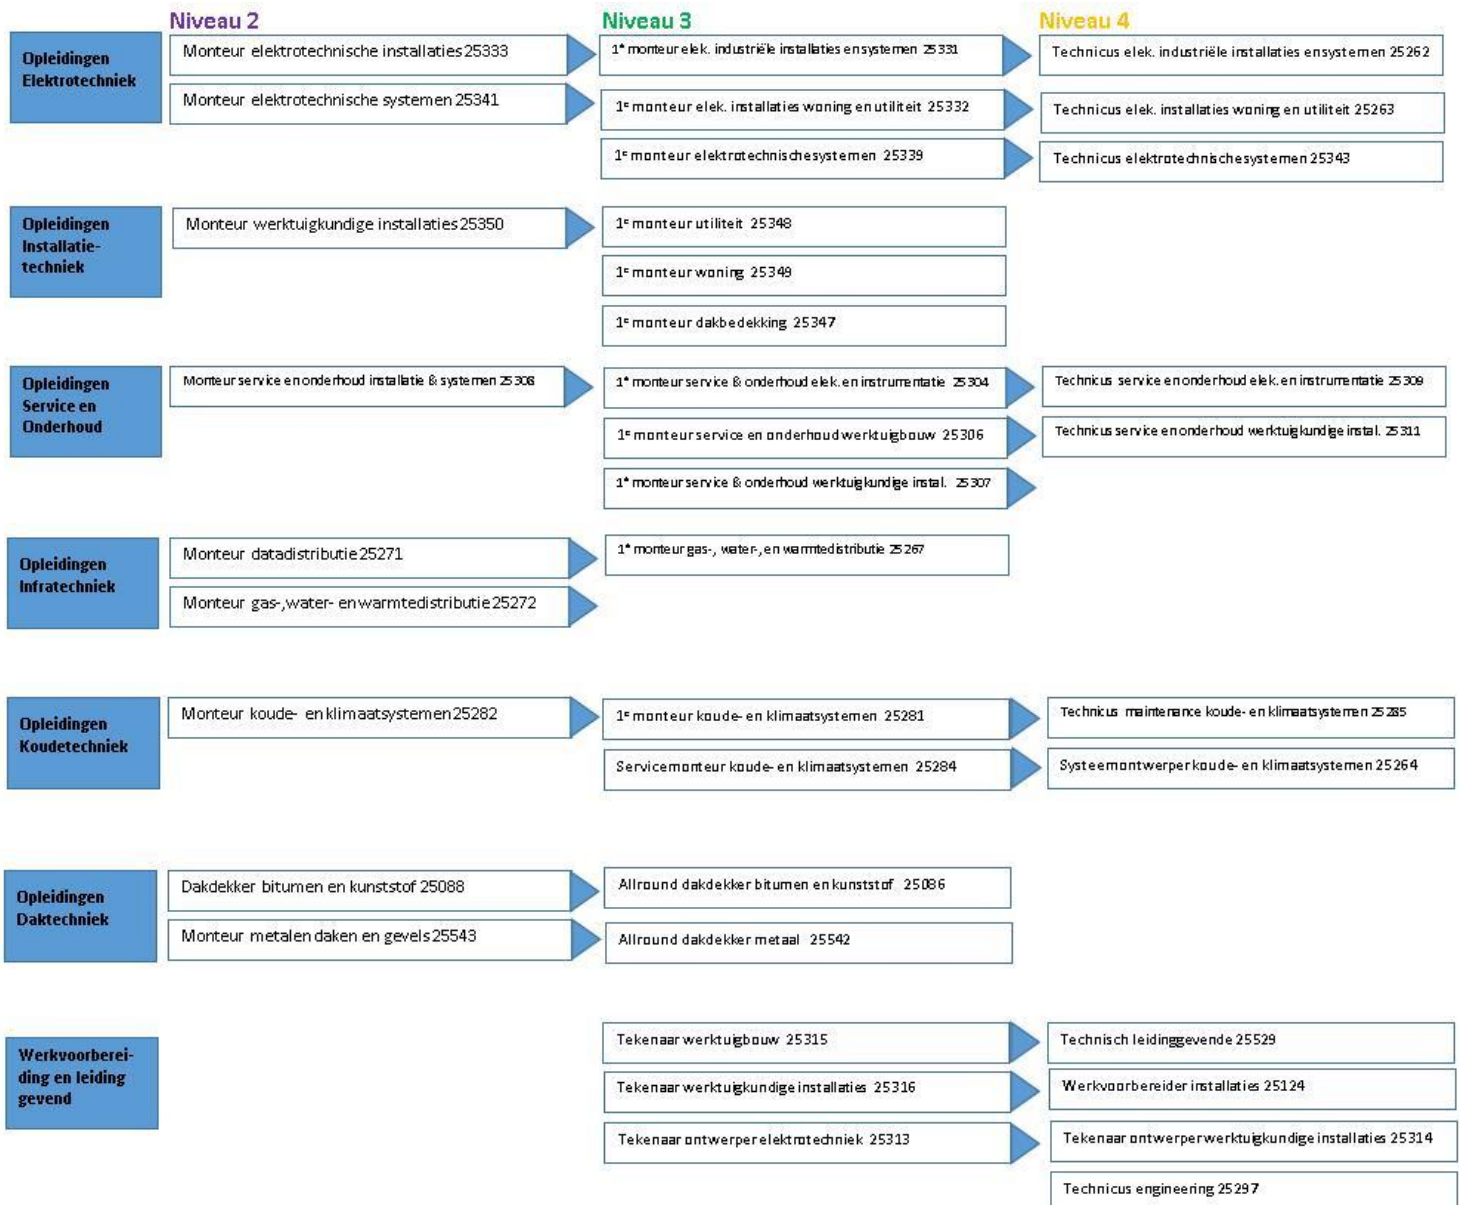 Niveau 2
Niveau 3
Niveau 4
Opleidingen
Elektrotechniek
Monteur elektrotechnische installaties 25333
1e monteur elek. industriële installaties en systemen 25331
Technicus elek. industriële installaties en systemen 25262
Monteur elektrotechnische systemen 25341
1e monteur elek. installaties woning en utiliteit 25332
Technicus elek. installaties woning en utiliteit 25263
1e monteur elektrotechnische systemen 25339
Technicus elektrotechnische systemen 25343
Opleidingen
Installatie-
techniek
Monteur werktuigkundige installaties 25350
1e monteur utiliteit 25348
1e monteur woning 25349
1e monteur dakbedekking 25347
Opleidingen
Service en
Onderhoud
Monteur service en onderhoud installatie & systemen 25308
1e monteur service & onderhoud elek. en instrumentatie 25304
Technicus service en onderhoud elek. en instrumentatie 25309
1e monteur service en onderhoud werktuigbouw 25306
Technicus service en onderhoud werktuigkundige instal. 25311
1e monteur service & onderhoud werktuigkundige instal. 25307
Opleidingen
Infratechniek
Monteur datadistributie 25271
1e monteur gas-, water-, en warmtedistributie 25267
Monteur gas-, water- en warmtedistributie 25272
Opleidingen
Koudetechniek
Monteur koude- en klimaatsystemen 25282
1e monteur koude- en klimaatsystemen 25281
Technicus maintenance koude- en klimaatsystemen 25285
Servicemonteur koude- en klimaatsystemen 25284
Systeemontwerper koude- en klimaatsystemen 25264
Opleidingen
Daktechniek
Dakdekker bitumen en kunststof 25088
Allround dakdekker bitumen en kunststof 25086
Monteur metalen daken en gevels 25543
Allround dakdekker metaal 25542
Werkvoorberei-
ding en leiding
gevend
Tekenaar werktuigbouw 25315
Technisch leidinggevende 25529
Tekenaar werktuigkundige installaties 25316
Werkvoorbereider installaties 25124
Tekenaar ontwerper elektrotechniek 25313
Tekenaar ontwerper werktuigkundige installaties 25314
Technicus engineering 25297